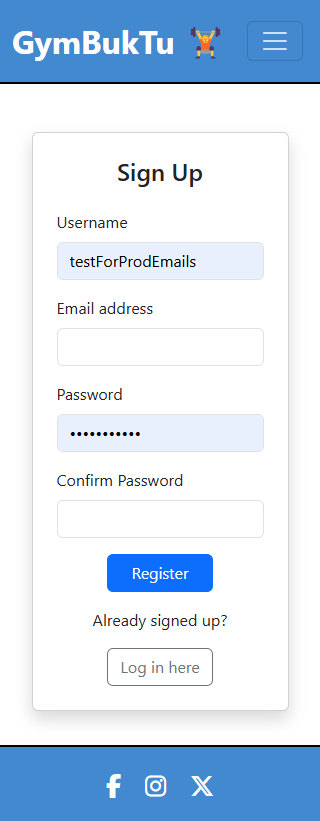 GymBukTu 🏋️
Sign Up
Username
testForProdEmails
Email address
Password
•••••••••••
Confirm Password
Register
Already signed up?
Log in here